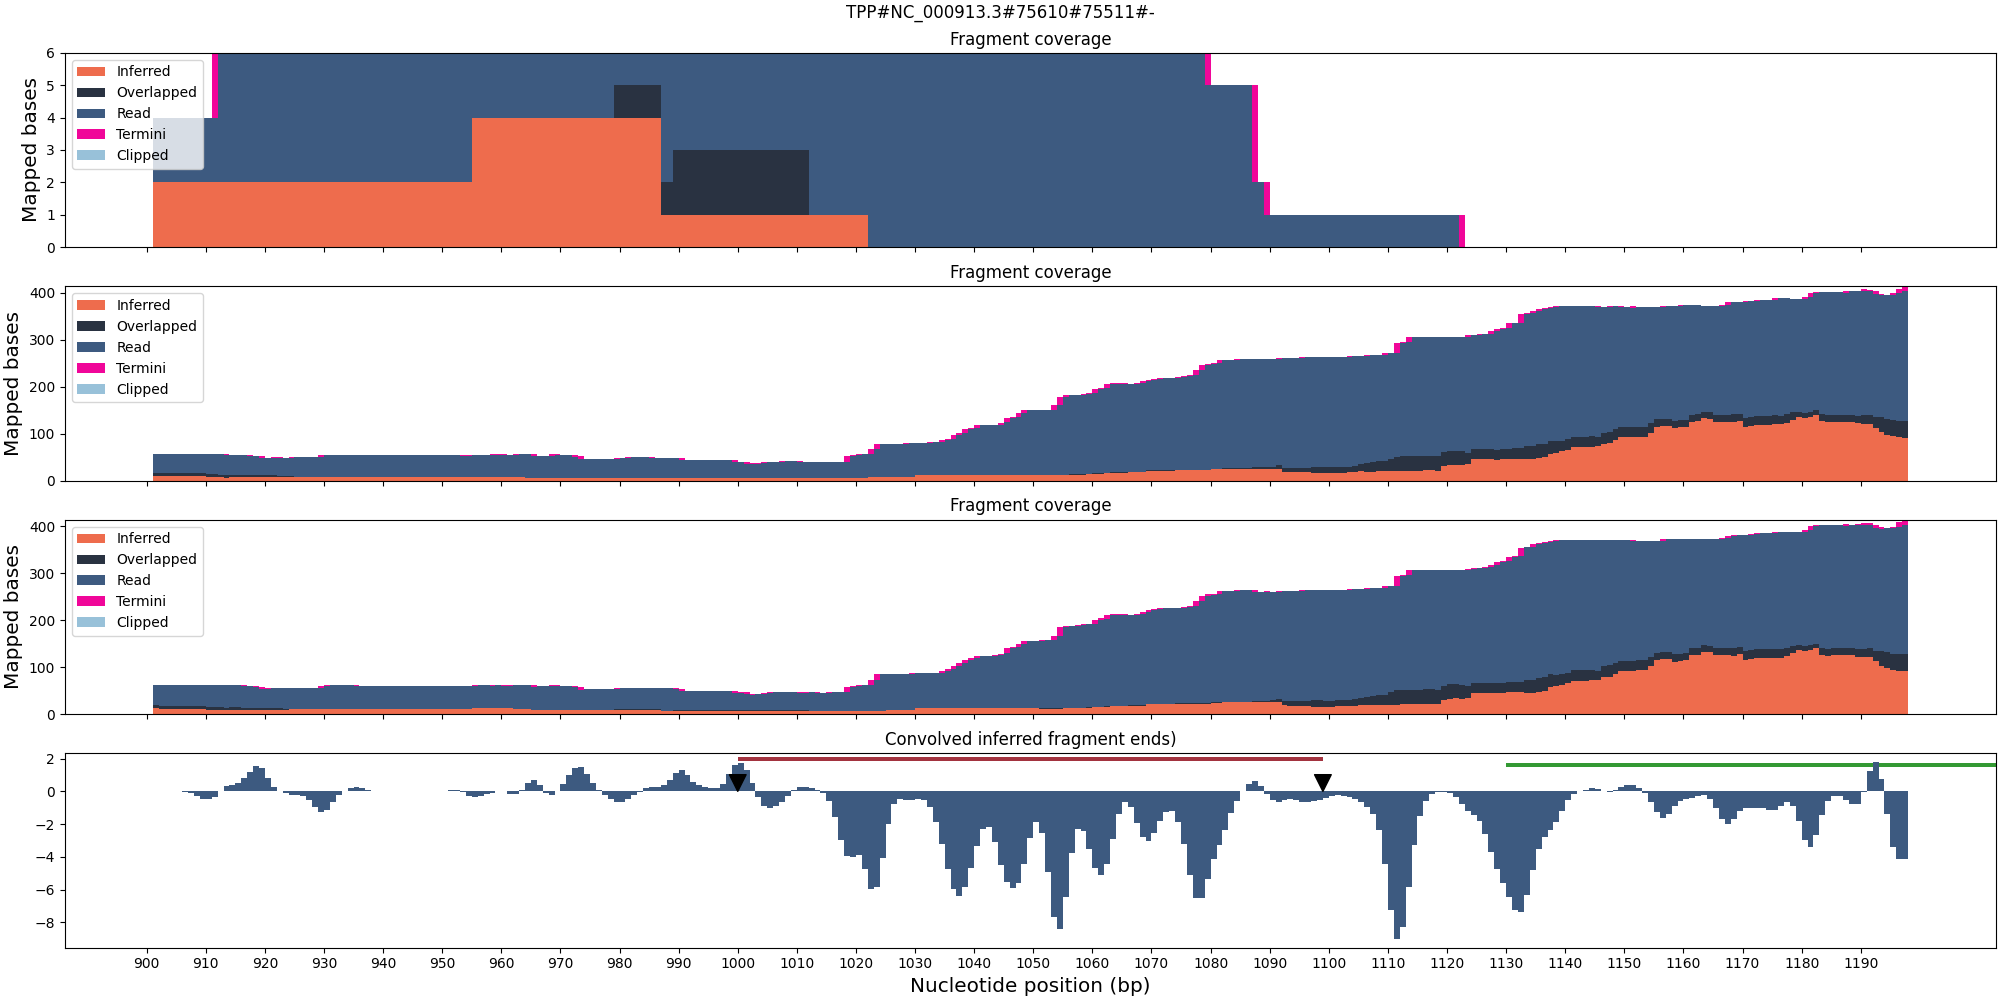 TPP#NC_000913.3#75610#75511#-
Fragment coverage
Mapped bases
6
5
4
3
2
1
0
Inferred
Overlapped
Read
Termini
Clipped
Fragment coverage
Mapped bases
400
300
200
100
0
Inferred
Overlapped
Read
Termini
Clipped
Fragment coverage
Mapped bases
400
300
200
100
0
Inferred
Overlapped
Read
Termini
Clipped
Convolved inferred fragment ends)
2
0
−2
−4
−6
−8
900 910 920 930 940 950 960 970 980 990 1000 1010 1020 1030 1040 1050 1060 1070 1080 1090 1100 1110 1120 1130 1140 1150 1160 1170 1180 1190
Nucleotide position (bp)